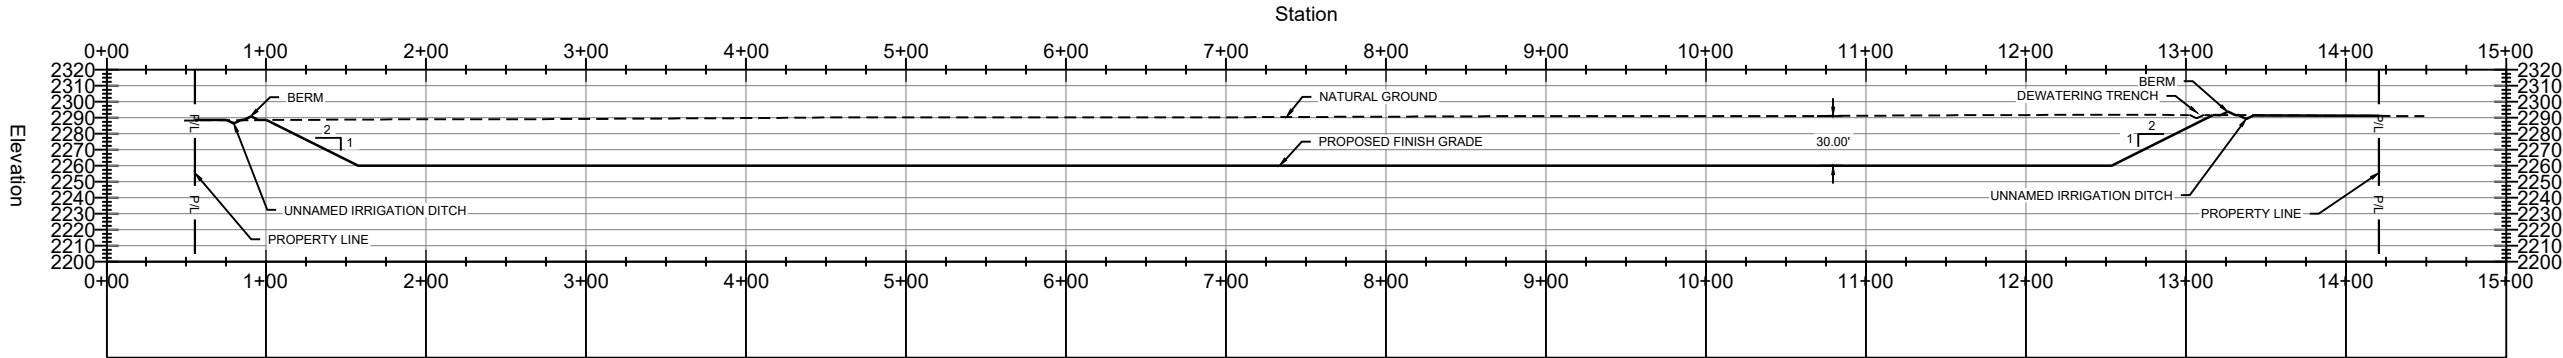 Station
0+00 1+00 2+00 3+00 4+00 5+00 6+00 7+00 8+00 9+00 10+00 11+00 12+00 13+00 14+00 15+00
Elevation
2320 2320
2310 2310
2300 2300
2290 2290
2280 2280
2270 2270
2260 2260
2250 2250
2240 2240
2230 2230
2220 2220
2210 2210
2200 2200
BERM
NATURAL GROUND
BERM
DEWATERING TRENCH
P/L
P/L
2
1
2
1
PROPOSED FINISH GRADE
30.00'
P/L
P/L
UNNAMED IRRIGATION DITCH
UNNAMED IRRIGATION DITCH
PROPERTY LINE
PROPERTY LINE
0+00 1+00 2+00 3+00 4+00 5+00 6+00 7+00 8+00 9+00 10+00 11+00 12+00 13+00 14+00 15+00